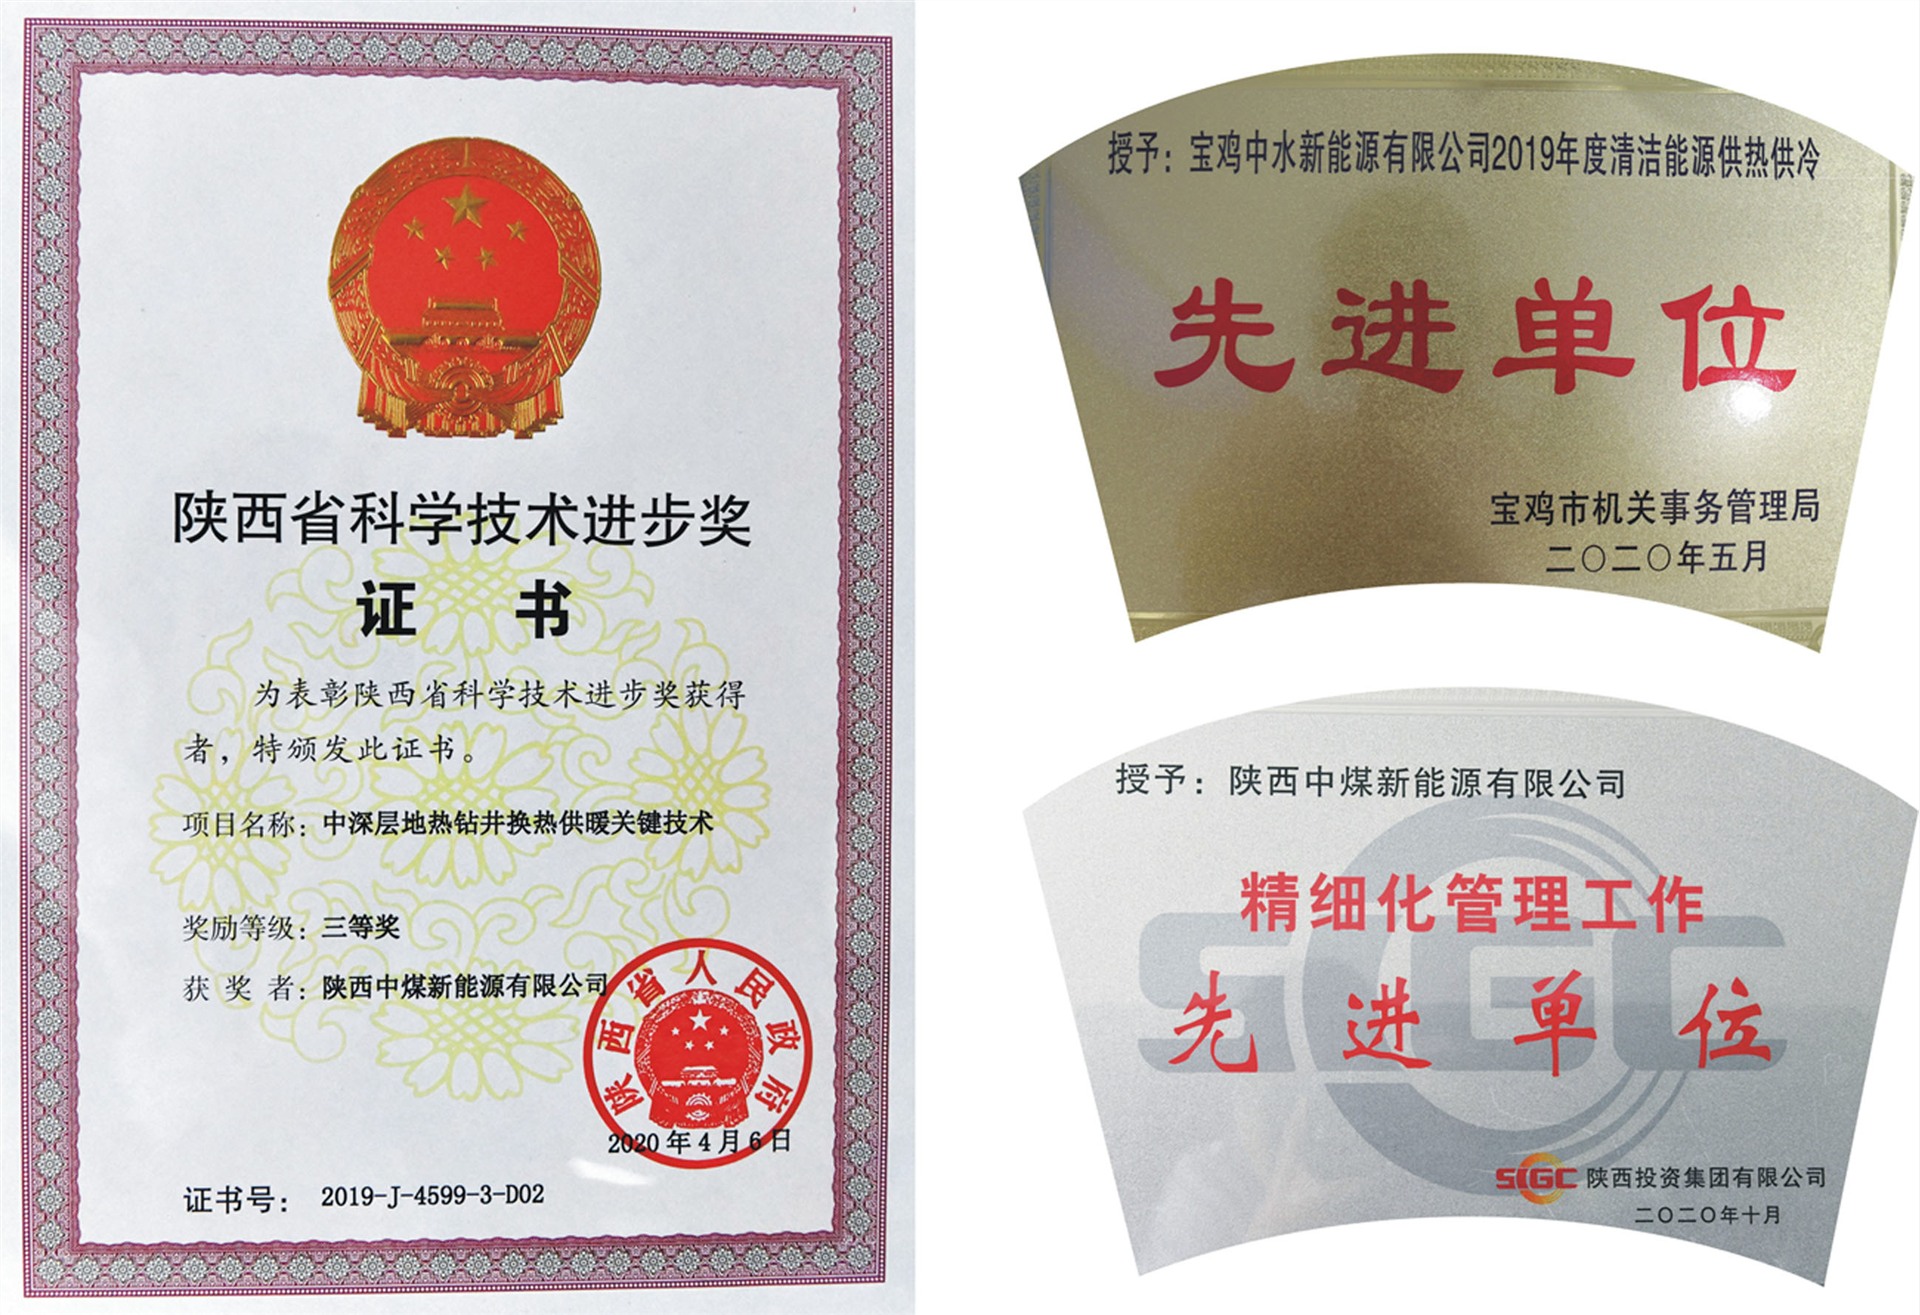 陕西省科学技术进步奖
证 书
为表彰陕西省科学技术进步奖获得
者，特颁发此证书。
项目名称：中深层地热钻井换热供暖关键技术
奖励等级：三等奖
获 奖 者：陕西中煤新能源有限公司
陕西省人民政府
2020年4月6日
证书号： 2019-J-4599-3-D02
授予：宝鸡中水新能源有限公司2019年度清洁能源供热供冷
先进单位
宝鸡市机关事务管理局
二〇二〇年五月
授予：陕西中煤新能源有限公司
SIGC
精细化管理工作
先进单位
SIGC 陕西投资集团有限公司
二〇二〇年十月